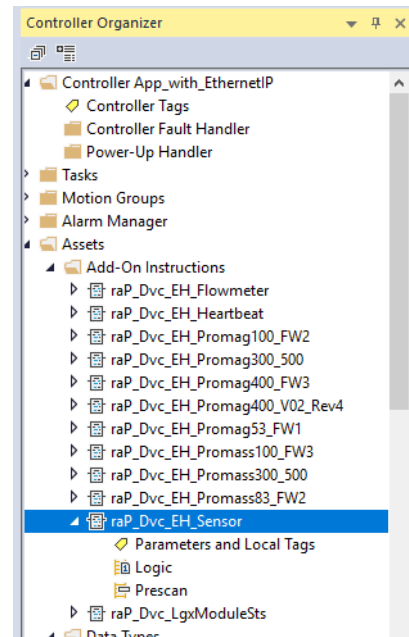 Controller Organizer
Controller App_with_EthernetIP
Controller Tags
Controller Fault Handler
Power-Up Handler
Tasks
Motion Groups
Alarm Manager
Assets
Add-On Instructions
raP_Dvc_EH_Flowmeter
raP_Dvc_EH_Heartbeat
raP_Dvc_EH_Promag100_FW2
raP_Dvc_EH_Promag300_500
raP_Dvc_EH_Promag400_FW3
raP_Dvc_EH_Promag400_V02_Rev4
raP_Dvc_EH_Promag53_FW1
raP_Dvc_EH_Promass100_FW3
raP_Dvc_EH_Promass300_500
raP_Dvc_EH_Promass83_FW2
raP_Dvc_EH_Sensor
Parameters and Local Tags
Logic
Prescan
raP_Dvc_LgxModuleSts
Data Types